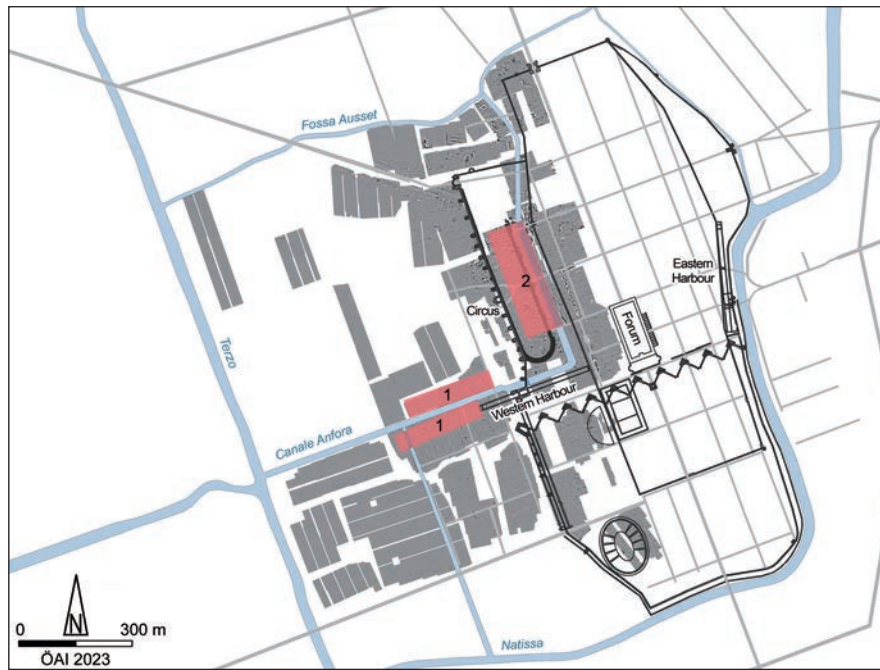 Fossa Ausset
Eastern
Harbour
2
Circus
Forum
Terzo
1
Western Harbour
1
Canale Anfora
N
0 300 m
ÖAI 2023
Natissa